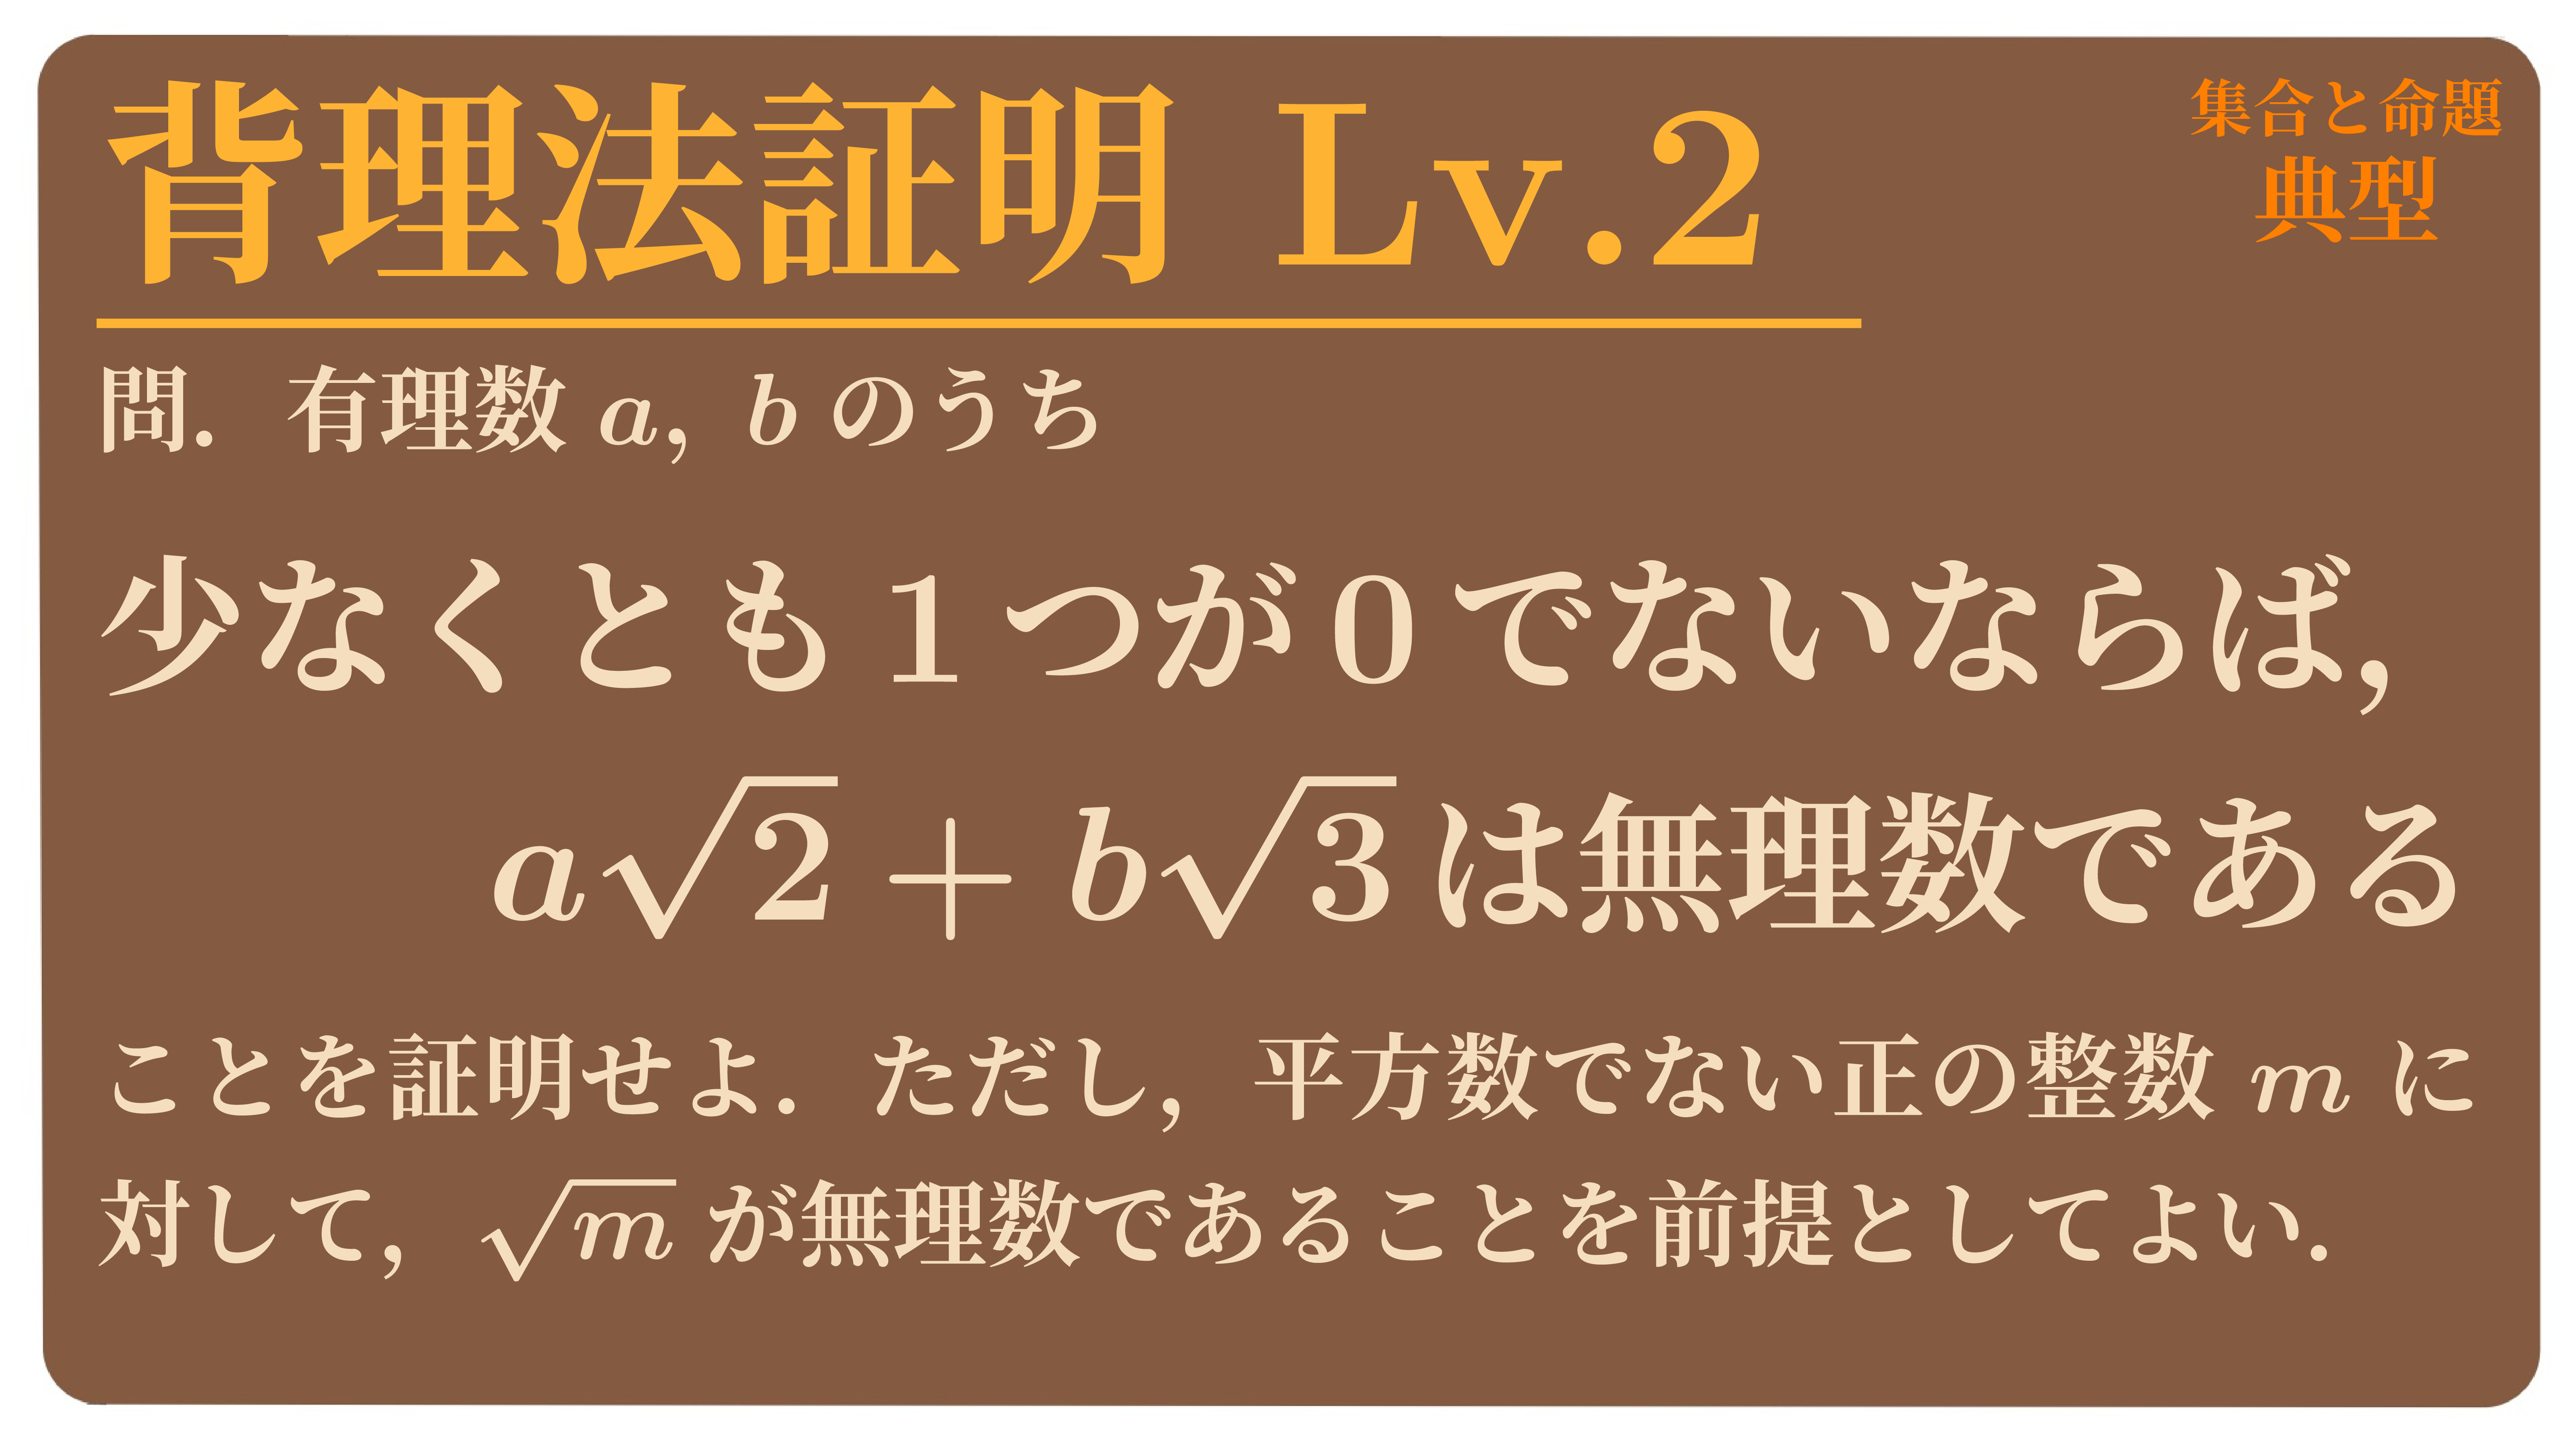 背理法証明 Lv.2
集合と命題
典型
問. 有理数 a, b のうち
少なくとも 1 つが 0 でないならば,
a√2 + b√3 は無理数である
ことを証明せよ. ただし, 平方数でない正の整数 m に
対して, √m が無理数であることを前提としてよい.